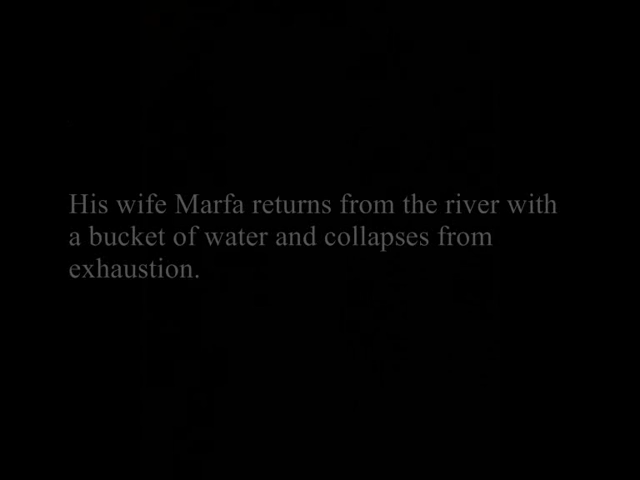 His wife Marfa returns from the river with
a bucket of water and collapses from
exhaustion.